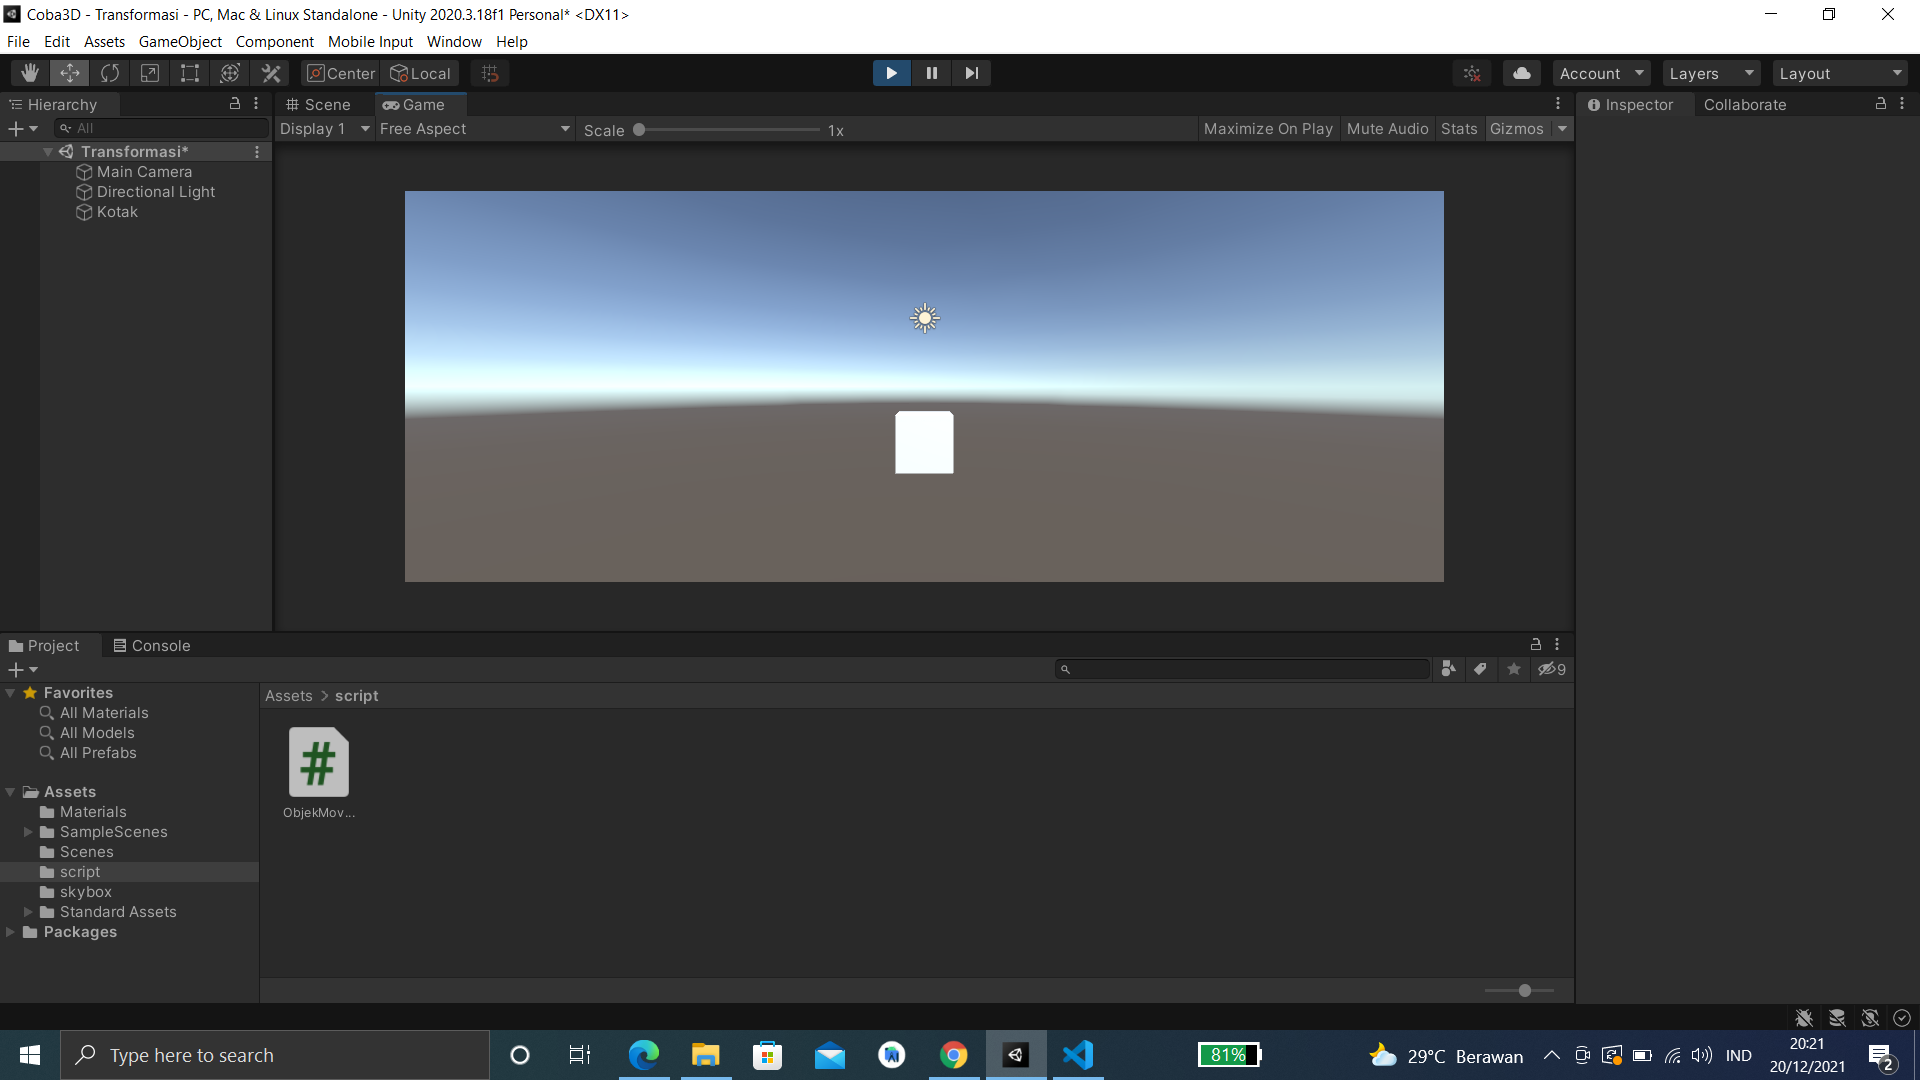 Coba3D - Transformasi - PC, Mac & Linux Standalone - Unity 2020.3.18f1 Personal* <DX11>
File Edit Assets GameObject Component Mobile Input Window Help
Center Local Account Layers Layout
Hierarchy
All
Transformasi*
Main Camera
Directional Light
Kotak
Scene Game
Display 1 Free Aspect Scale 1x Maximize On Play Mute Audio Stats Gizmos
Inspector Collaborate
Project Console
9
Favorites
All Materials
All Models
All Prefabs
Assets
Materials
SampleScenes
Scenes
script
skybox
Standard Assets
Packages
Assets > script
#
ObjekMov...
Type here to search
81%
29°C Berawan
IND
20:21
20/12/2021
2